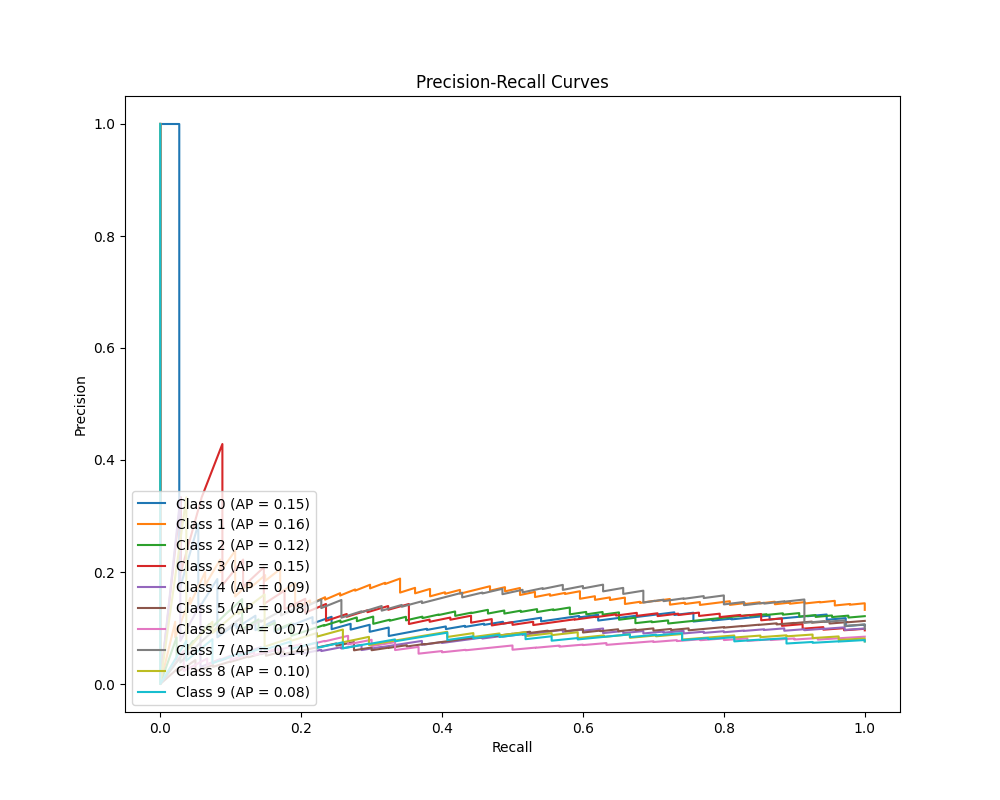 Precision-Recall Curves
Precision
1.0
0.8
0.6
0.4
0.2
0.0
Class 0 (AP = 0.15)
Class 1 (AP = 0.16)
Class 2 (AP = 0.12)
Class 3 (AP = 0.15)
Class 4 (AP = 0.09)
Class 5 (AP = 0.08)
Class 6 (AP = 0.07)
Class 7 (AP = 0.14)
Class 8 (AP = 0.10)
Class 9 (AP = 0.08)
0.0 0.2 0.4 0.6 0.8 1.0
Recall